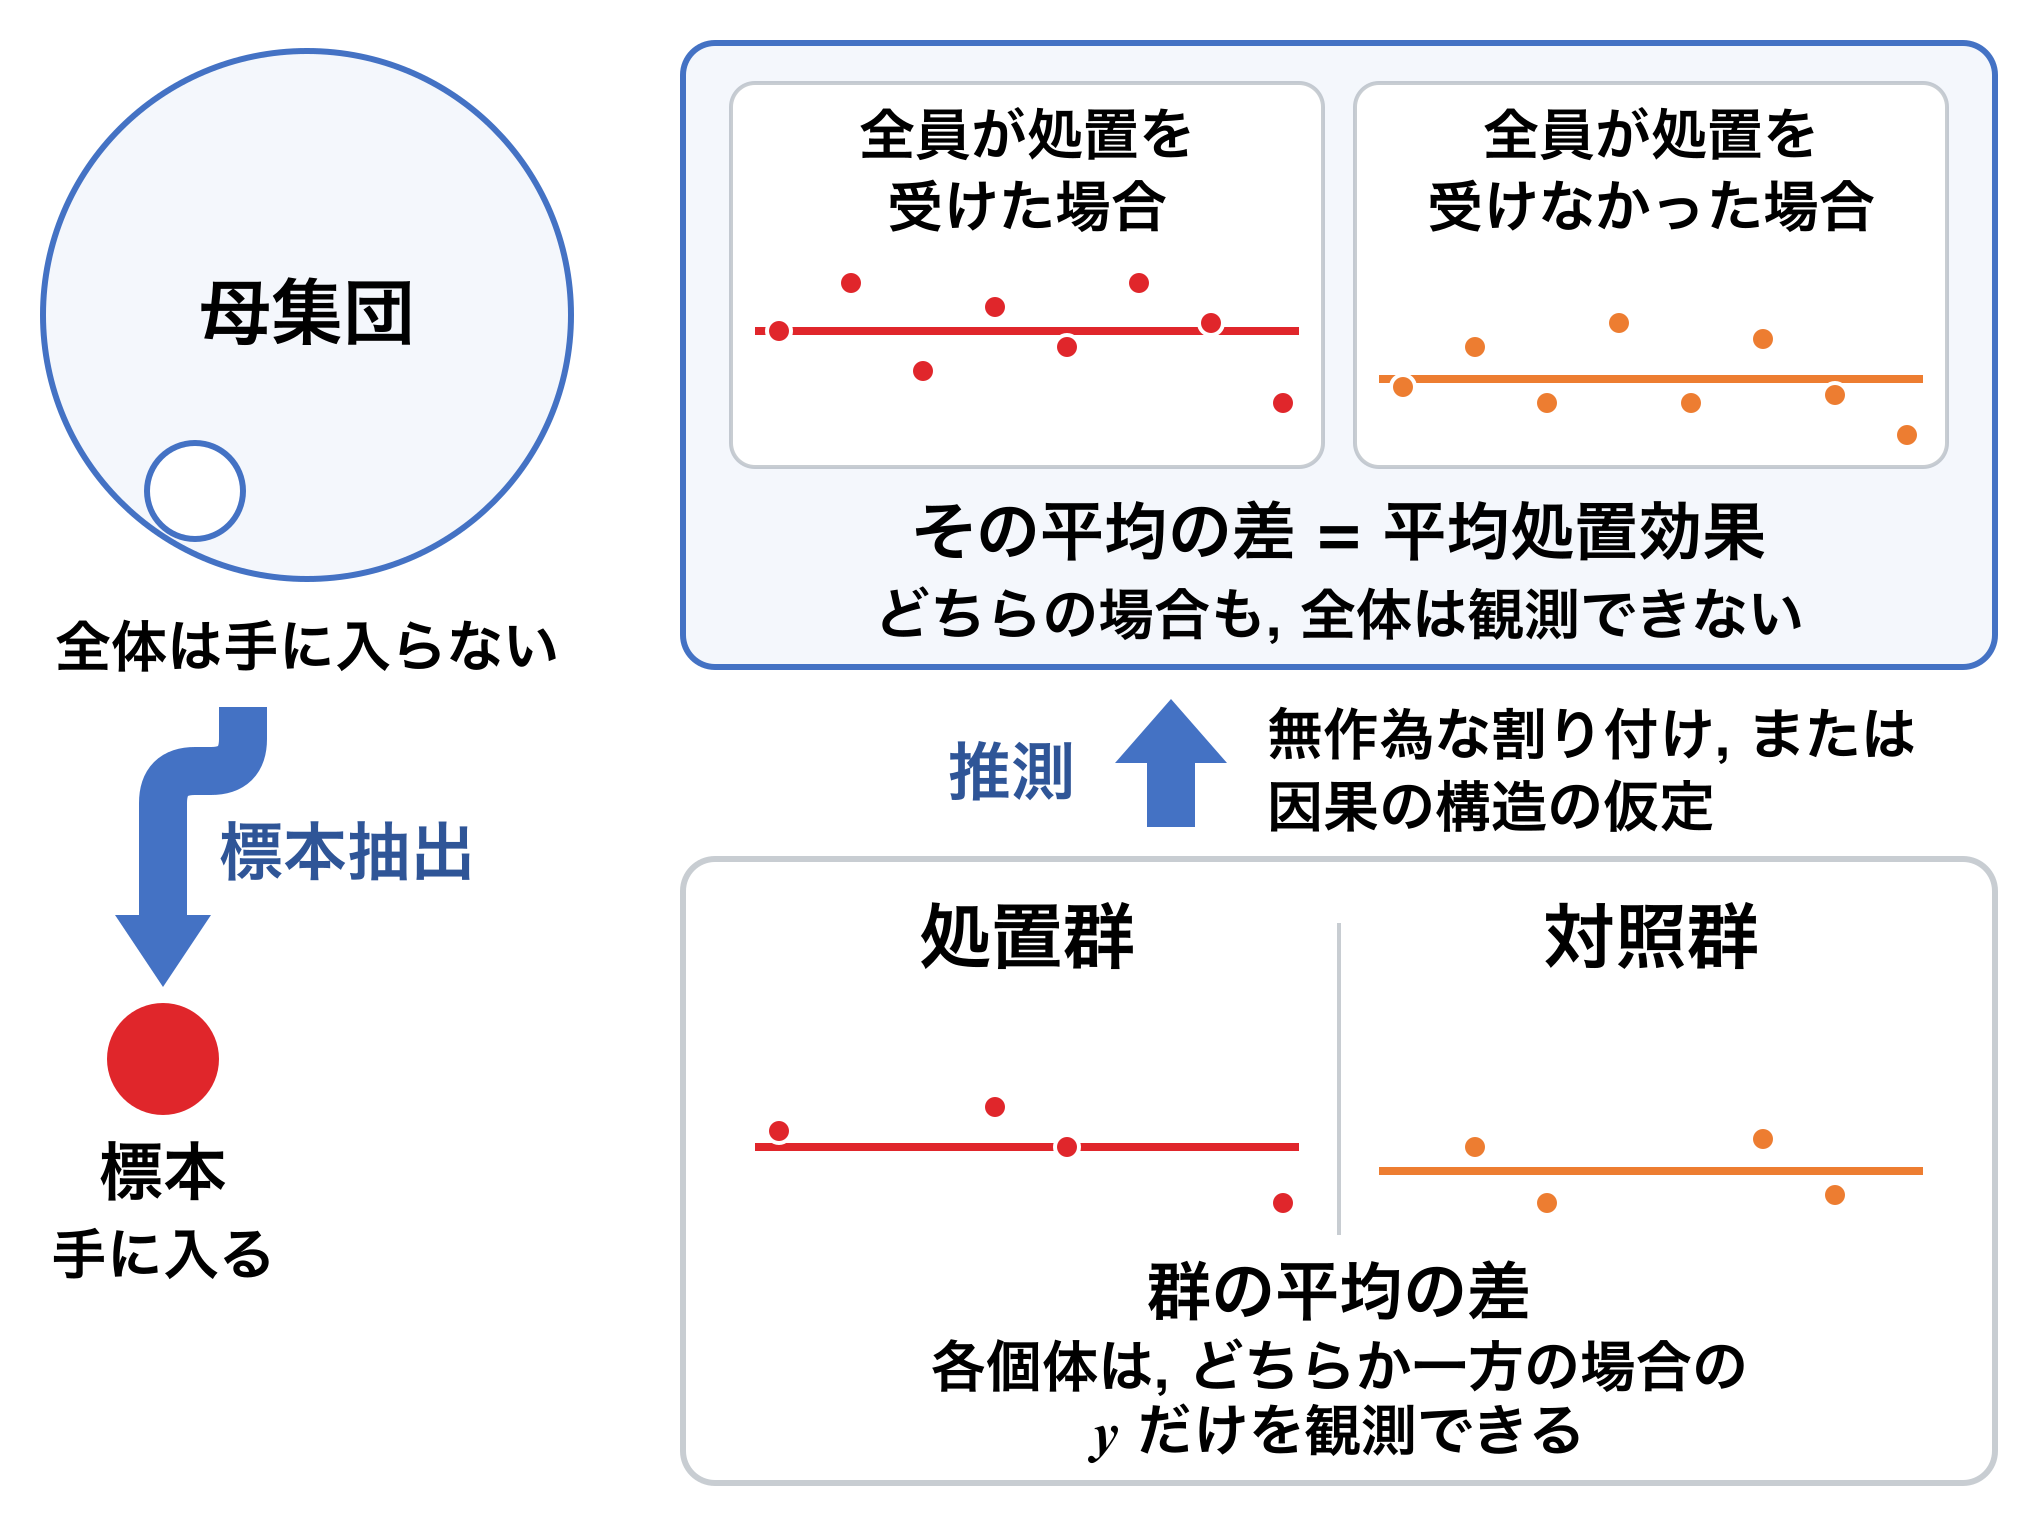 母集団
全体は手に入らない
標本抽出
標本
手に入る
全員が処置を
受けた場合
全員が処置を
受けなかった場合
その平均の差 = 平均処置効果
どちらの場合も, 全体は観測できない
推測
無作為な割り付け, または
因果の構造の仮定
処置群
対照群
群の平均の差
各個体は, どちらか一方の場合の
y だけを観測できる